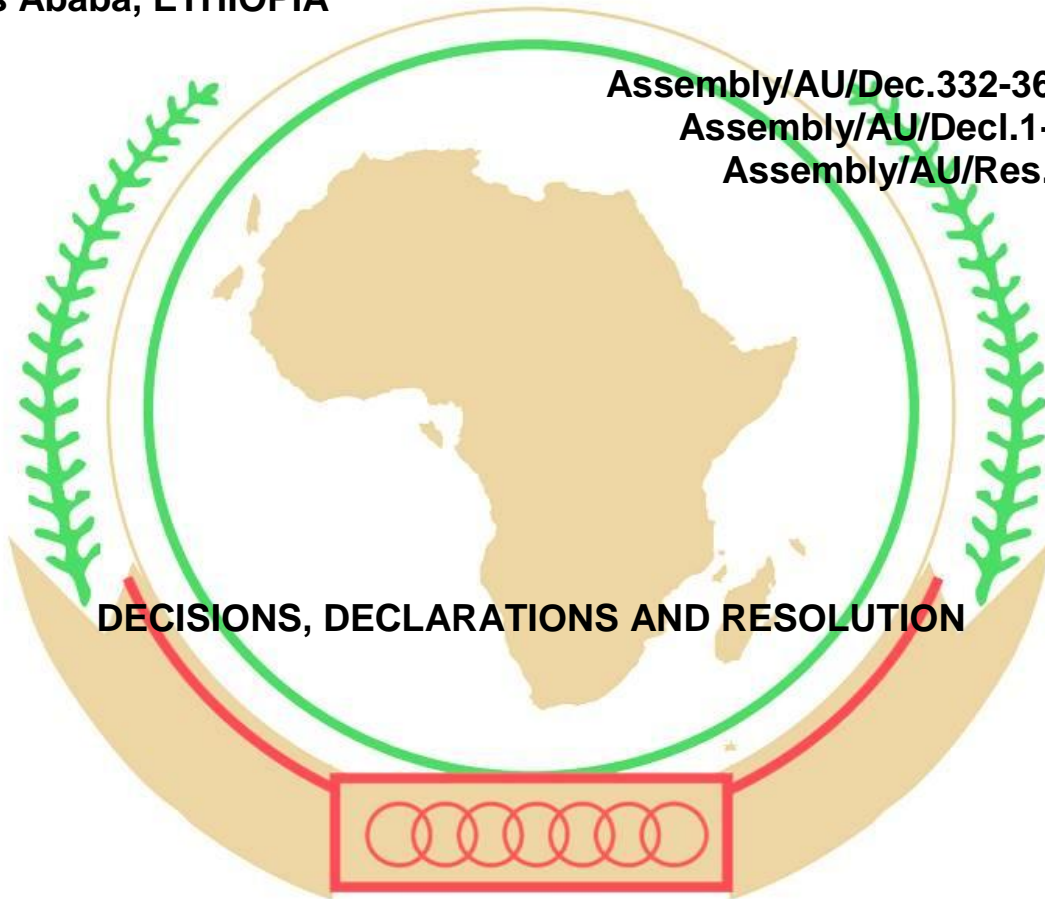 Ababa, ETHIOPIA
Assembly/AU/Dec.332-36
Assembly/AU/Decl.1-
Assembly/AU/Res.
DECISIONS, DECLARATIONS AND RESOLUTION